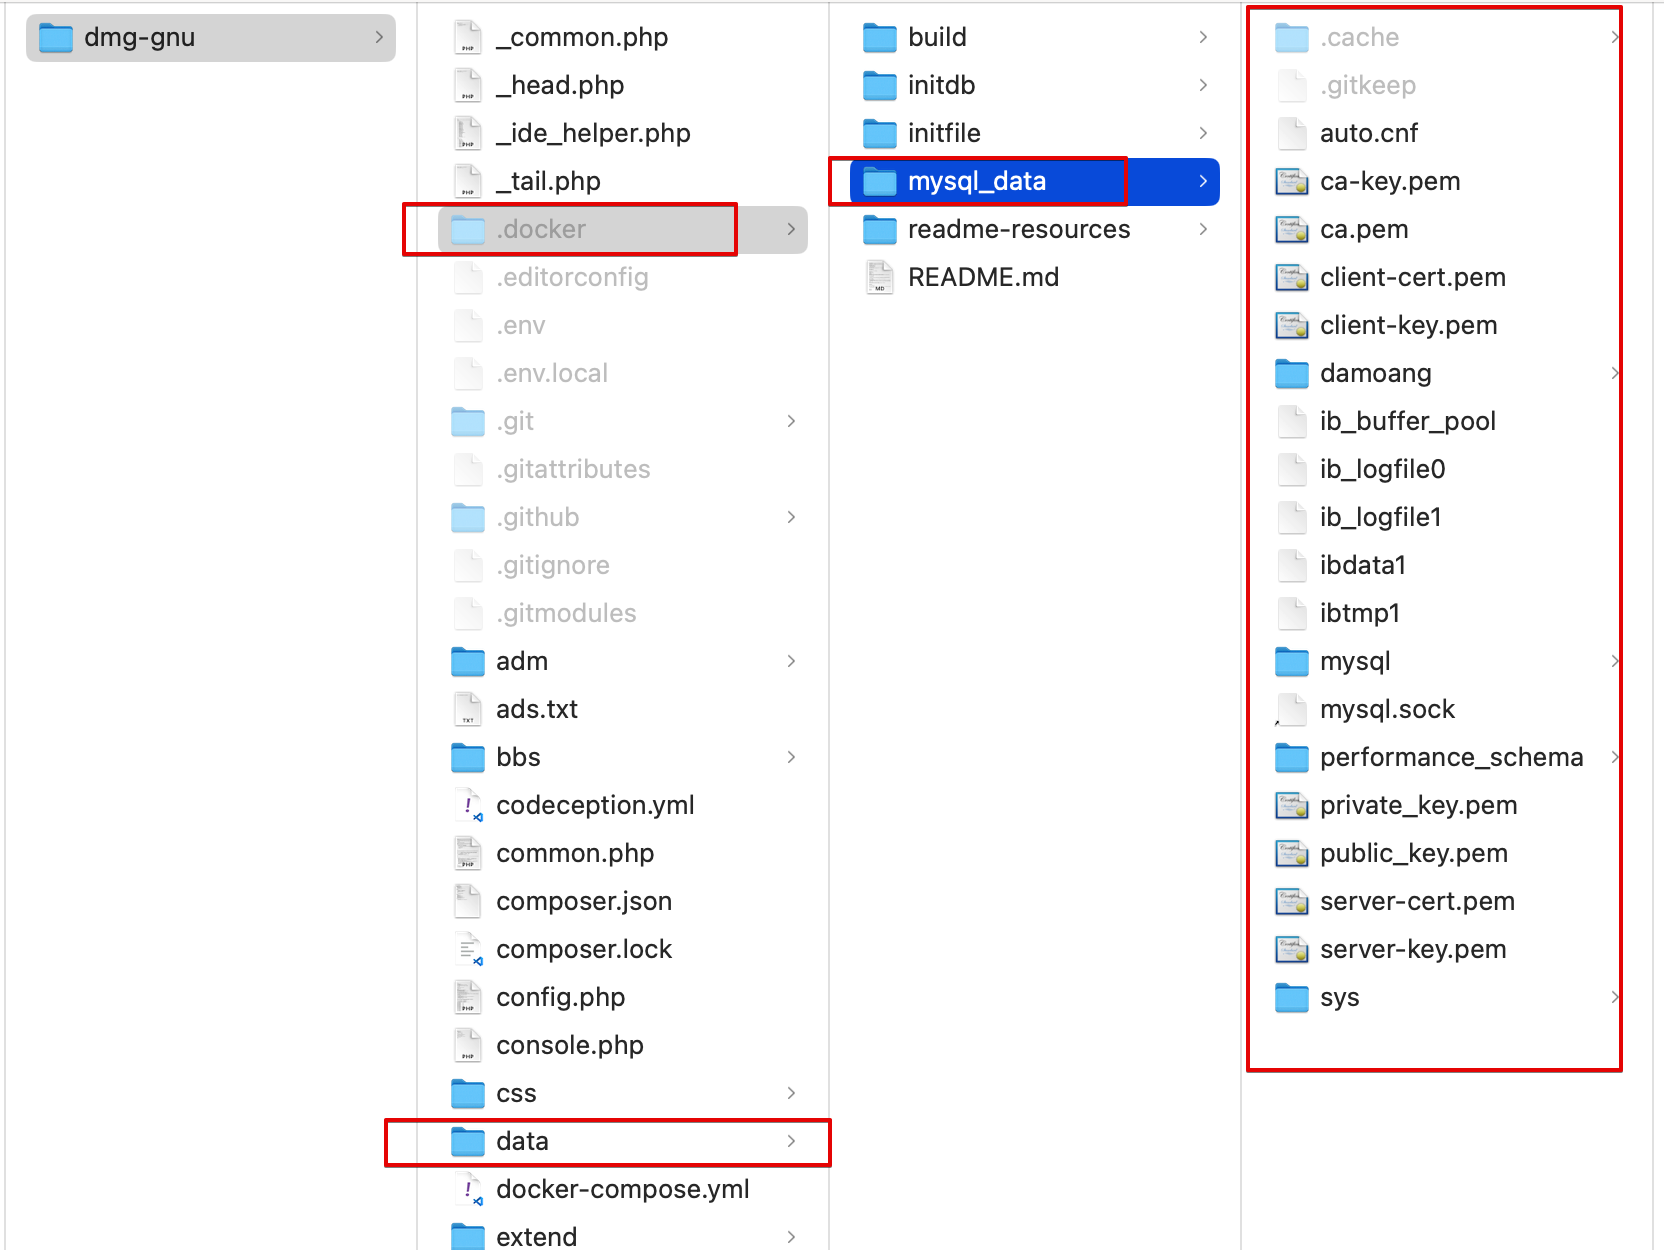 dmg-gnu
_common.php
_head.php
_ide_helper.php
_tail.php
.docker
.editorconfig
.env
.env.local
.git
.gitattributes
.github
.gitignore
.gitmodules
adm
ads.txt
bbs
codeception.yml
common.php
composer.json
composer.lock
config.php
console.php
css
data
docker-compose.yml
extend
build
initdb
initfile
mysql_data
readme-resources
README.md
.cache
.gitkeep
auto.cnf
ca-key.pem
ca.pem
client-cert.pem
client-key.pem
damoang
ib_buffer_pool
ib_logfile0
ib_logfile1
ibdata1
ibtmp1
mysql
mysql.sock
performance_schema
private_key.pem
public_key.pem
server-cert.pem
server-key.pem
sys